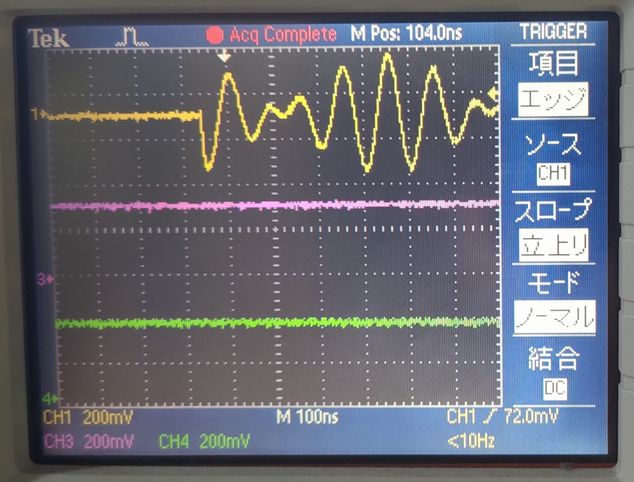 Tek
Acq Complete
M Pos: 104.0ns
TRIGGER
項目
エッジ
ソース
CH1
スロープ
立上り
モード
ノーマル
結合
DC
1
3
4
CH1 200mV
M 100ns
CH1 72.0mV
CH3 200mV
CH4 200mV
<10Hz